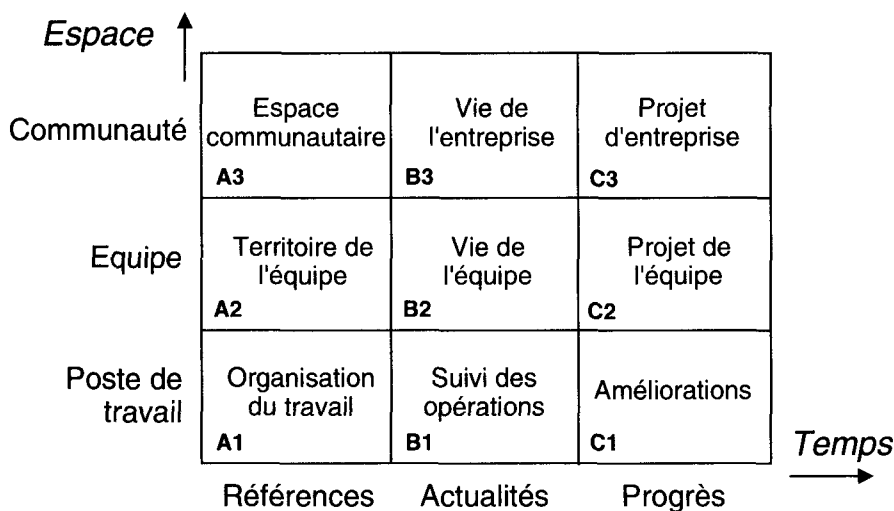 Espace
Communauté
Espace
communautaire
A3
Vie de
l'entreprise
B3
Projet
d'entreprise
C3
Equipe
Territoire de
l'équipe
A2
Vie de
l'équipe
B2
Projet de
l'équipe
C2
Poste de
travail
Organisation
du travail
A1
Suivi des
opérations
B1
Améliorations
C1
Temps
Références
Actualités
Progrès